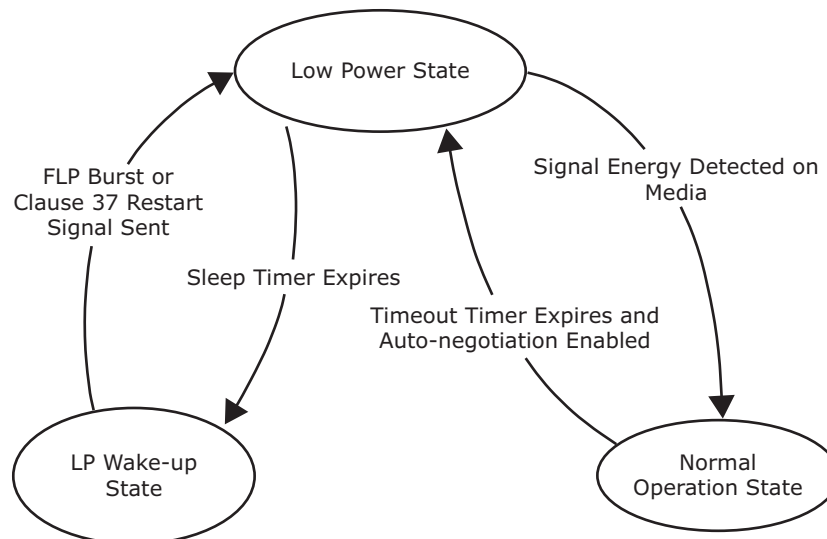 Low Power State
FLP Burst or
Clause 37 Restart
Signal Sent
Signal Energy Detected on
Media
Sleep Timer Expires
Timeout Timer Expires and
Auto-negotiation Enabled
LP Wake-up
State
Normal
Operation State